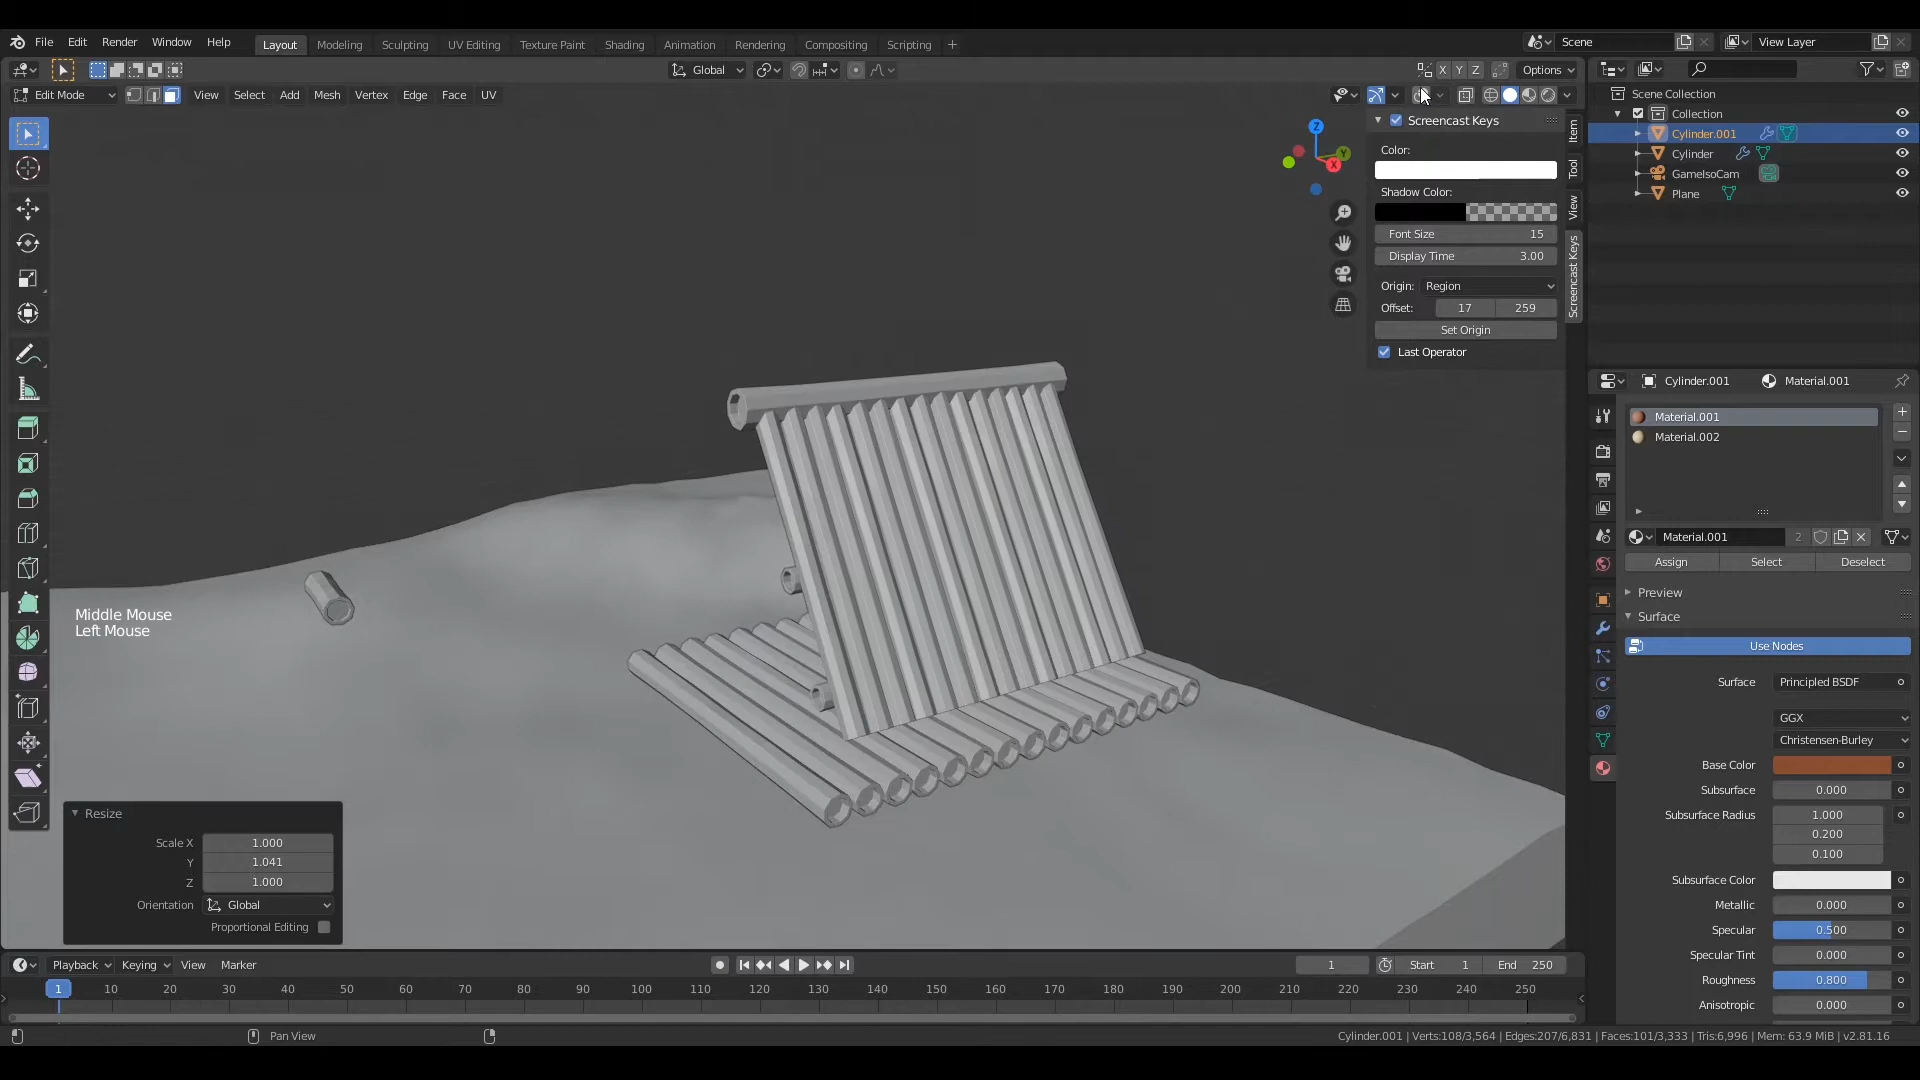 File Edit Render Window Help Layout Modeling Sculpting UV Editing Texture Paint Shading Animation Rendering Compositing Scripting + Scene View Layer
Global X Y Z Options
Edit Mode View Select Add Mesh Vertex Edge Face UV
Scene Collection
Collection
Cylinder.001
Cylinder
GameIsoCam
Plane
Screencast Keys
Color:
Shadow Color:
Font Size 15
Display Time 3.00
Origin: Region
Offset: 17 259
Set Origin
Last Operator
Item
Tool
View
Screencast Keys
Z
Y
X
Middle Mouse
Left Mouse
Resize
Scale X 1.000
Y 1.041
Z 1.000
Orientation Global
Proportional Editing
Cylinder.001 Material.001
Material.001
Material.002
Material.001 2
Assign Select Deselect
Preview
Surface
Use Nodes
Surface Principled BSDF
GGX
Christensen-Burley
Base Color
Subsurface 0.000
Subsurface Radius 1.000
0.200
0.100
Subsurface Color
Metallic 0.000
Specular 0.500
Specular Tint 0.000
Roughness 0.800
Anisotropic 0.000
Playback Keying View Marker 1 Start 1 End 250
1 10 20 30 40 50 60 70 80 90 100 110 120 130 140 150 160 170 180 190 200 210 220 230 240 250
Pan View
Cylinder.001 | Verts:108/3,564 | Edges:207/6,831 | Faces:101/3,333 | Tris:6,996 | Mem: 63.9 MiB | v2.81.16